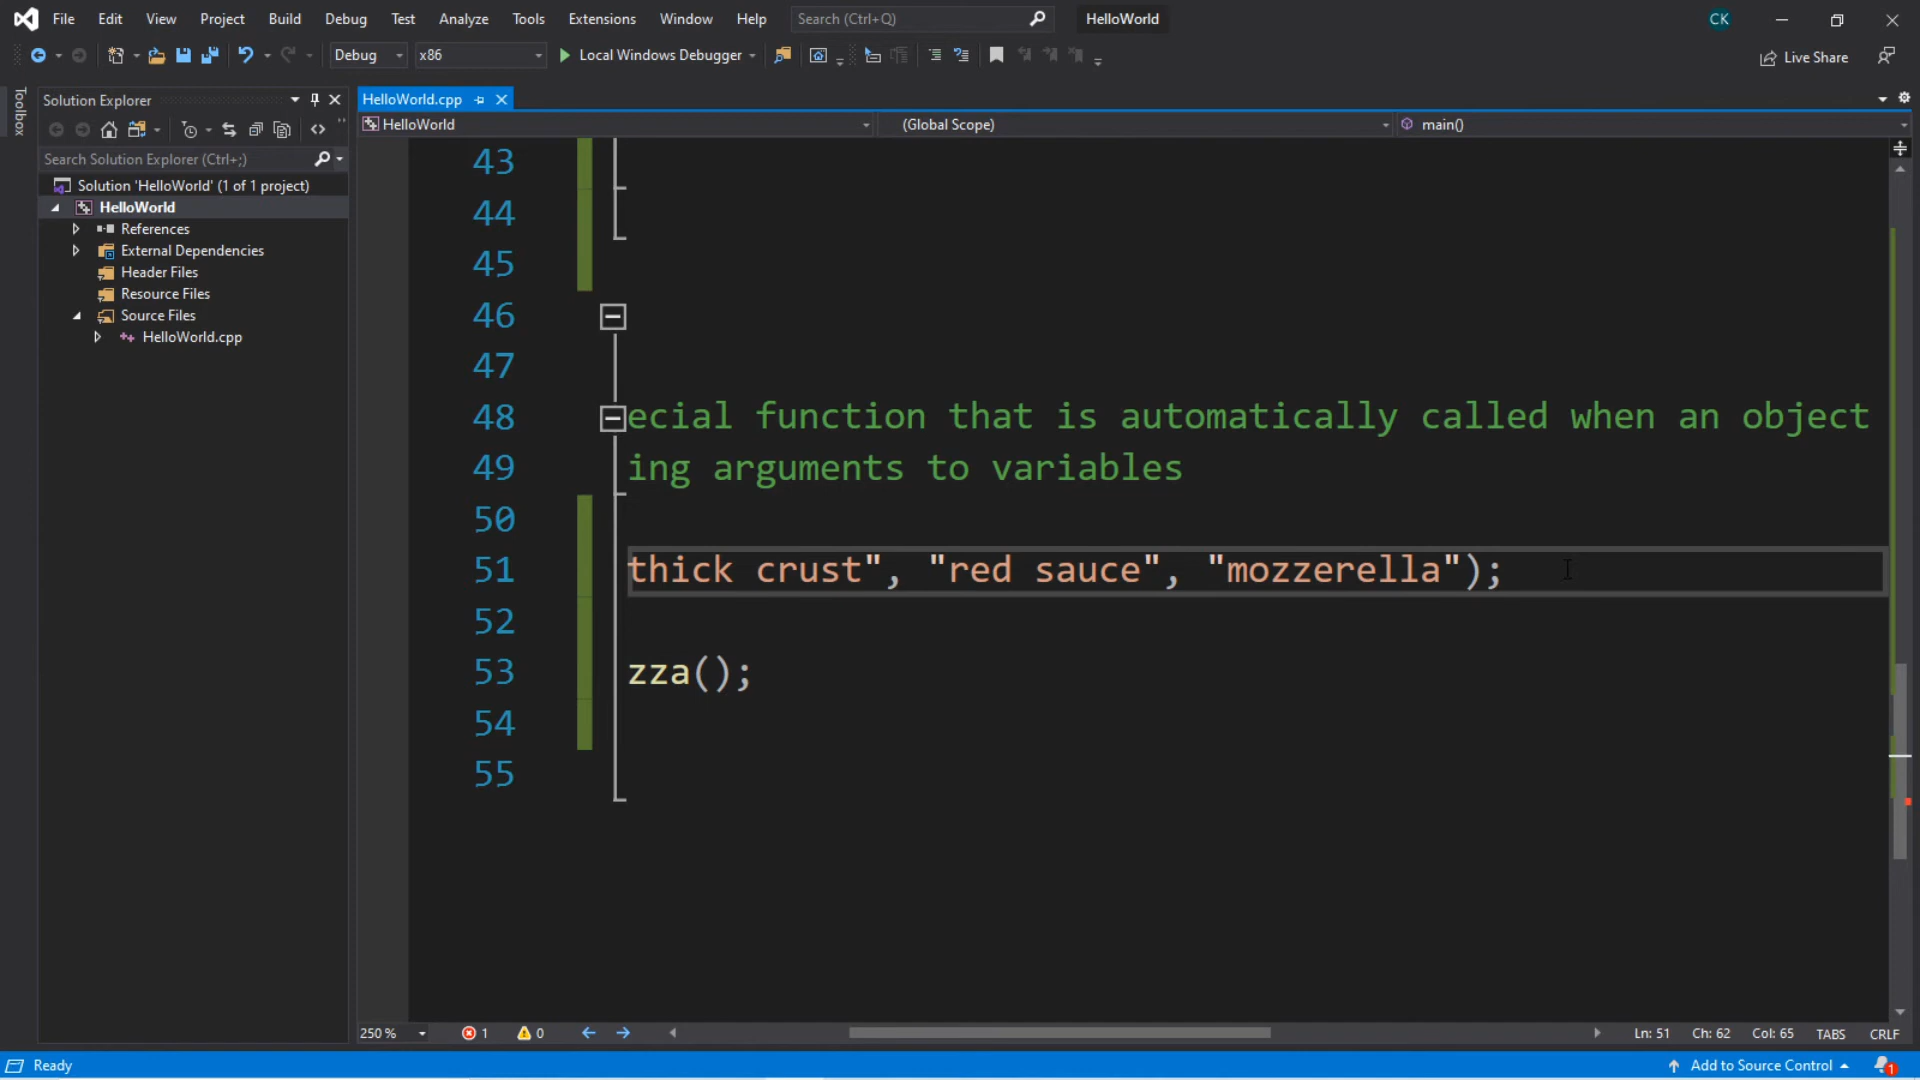 File Edit View Project Build Debug Test Analyze Tools Extensions Window Help Search (Ctrl+Q) HelloWorld CK
Debug x86 Local Windows Debugger Live Share
Toolbox
Solution Explorer
Search Solution Explorer (Ctrl+;)
Solution 'HelloWorld' (1 of 1 project)
HelloWorld
References
External Dependencies
Header Files
Resource Files
Source Files
HelloWorld.cpp
HelloWorld.cpp
HelloWorld (Global Scope) main()
43
44
45
46
47
48 ecial function that is automatically called when an object
49 ing arguments to variables
50
51 thick crust", "red sauce", "mozzerella");
52
53 zza();
54
55
250 % 1 0 Ln: 51 Ch: 62 Col: 65 TABS CRLF
Ready Add to Source Control 1